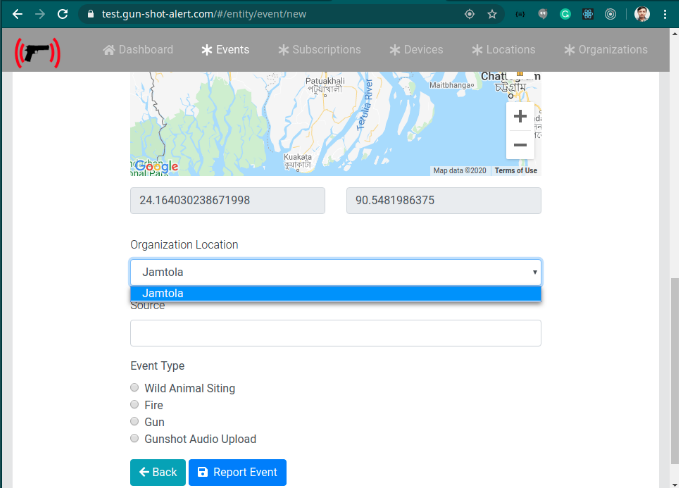 test.gun-shot-alert.com/#/entity/event/new
Dashboard Events Subscriptions Devices Locations Organizations
Patuakhali
পটুয়াখালী
Tetulia River
Maitbhanga
Chattogram
চট্টগ্রাম
Kuakata
কুয়াকাটা
Google
Map data ©2020 Terms of Use
24.164030238671998 90.5481986375
Organization Location
Jamtola
Jamtola
Source
Event Type
Wild Animal Siting
Fire
Gun
Gunshot Audio Upload
Back Report Event